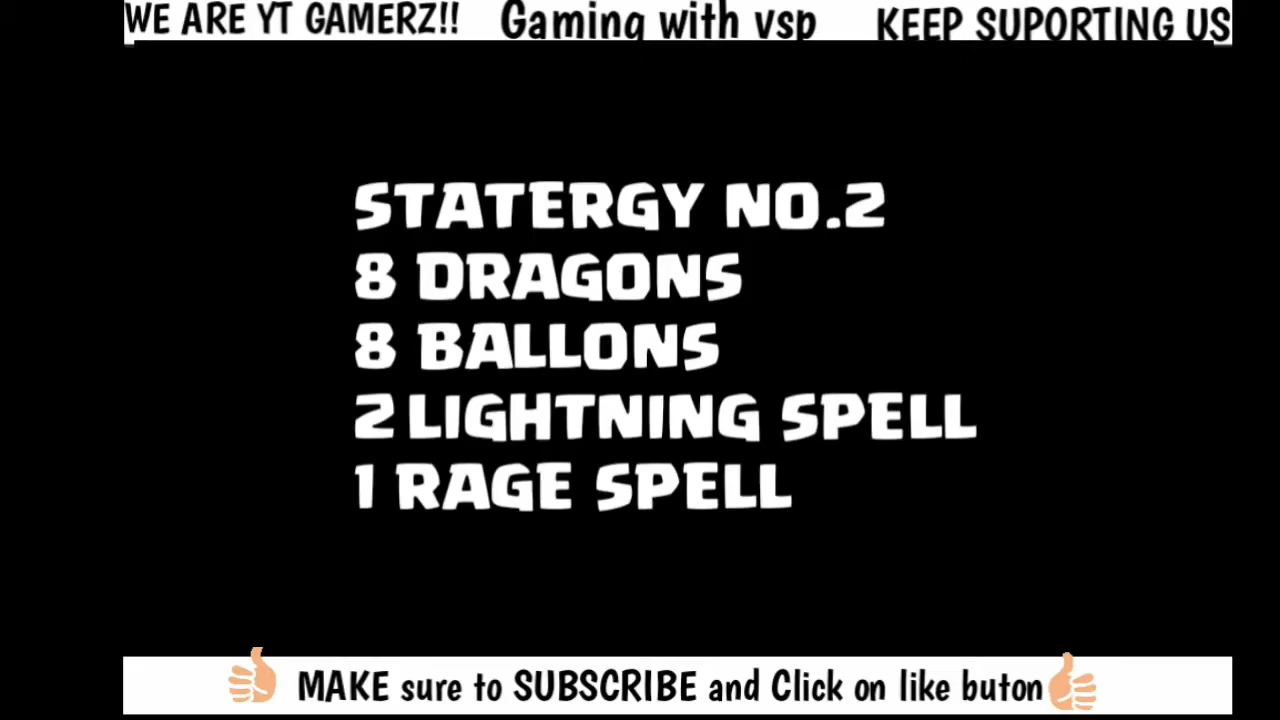 WE ARE YT GAMERZ!! Gaming with vsp KEEP SUPORTING US
STATERGY NO.2
8 DRAGONS
8 BALLONS
2 LIGHTNING SPELL
1 RAGE SPELL
MAKE sure to SUBSCRIBE and Click on like buton